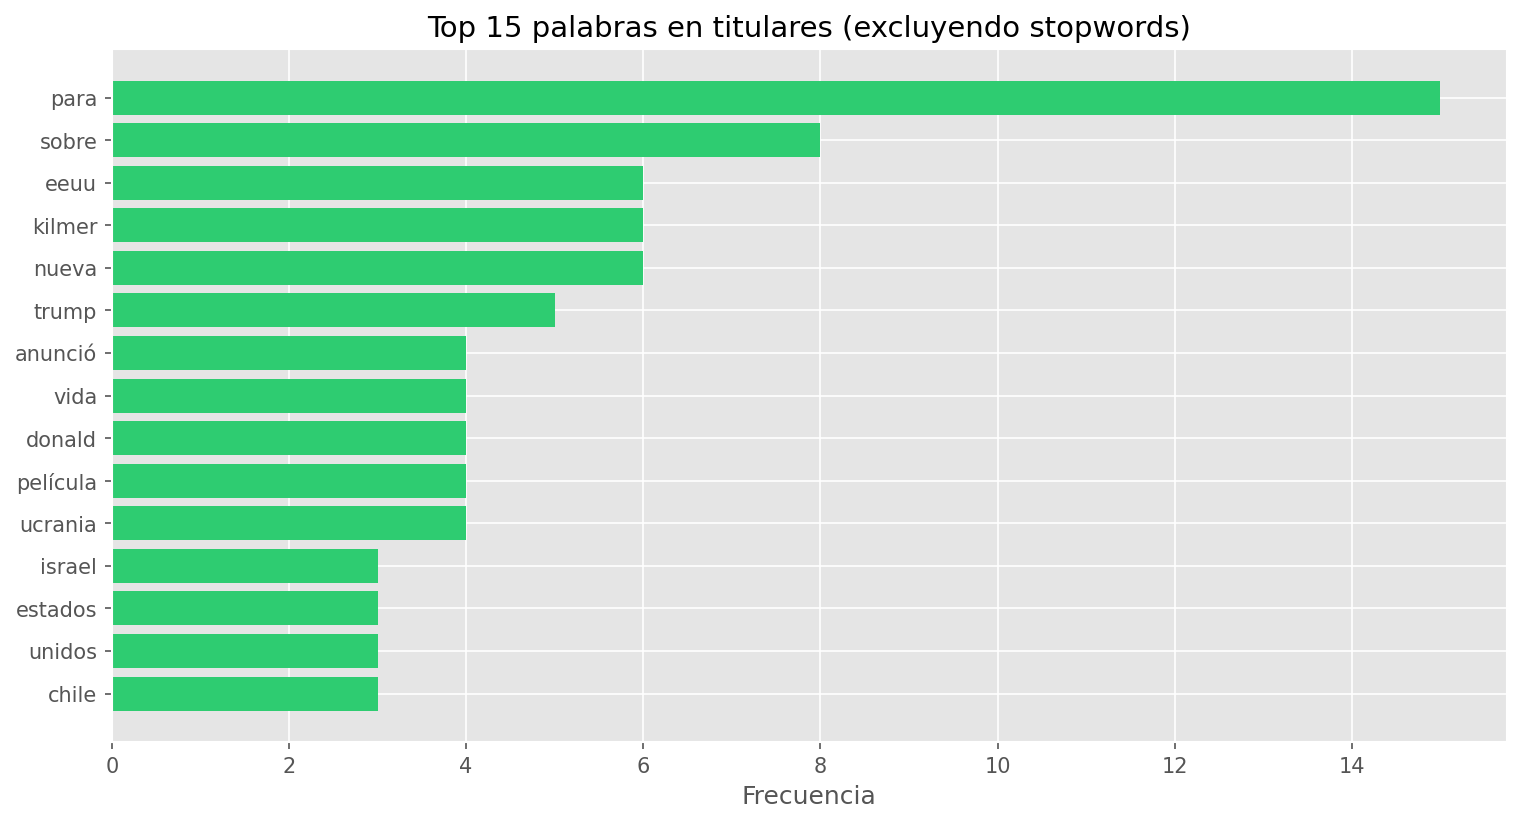 Top 15 palabras en titulares (excluyendo stopwords)
para
sobre
eeuu
kilmer
nueva
trump
anunció
vida
donald
película
ucrania
israel
estados
unidos
chile
0 2 4 6 8 10 12 14
Frecuencia